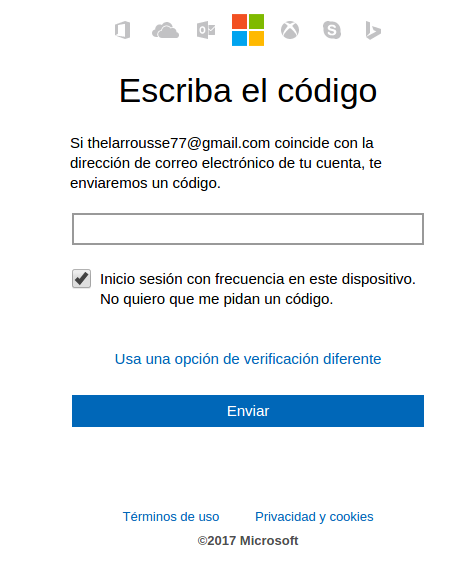 Escriba el código
Si thelarrousse77@gmail.com coincide con la
dirección de correo electrónico de tu cuenta, te
enviaremos un código.
Inicio sesión con frecuencia en este dispositivo.
No quiero que me pidan un código.
Usa una opción de verificación diferente
Enviar
Términos de uso Privacidad y cookies
©2017 Microsoft